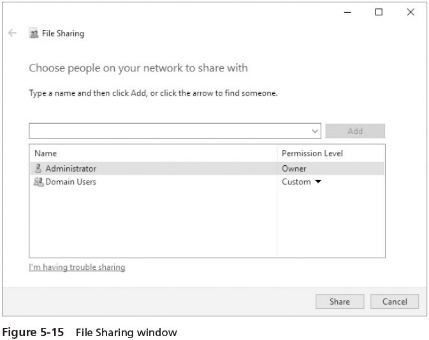 File Sharing
Choose people on your network to share with
Type a name and then click Add, or click the arrow to find someone.
Add
Name Permission Level
Administrator Owner
Domain Users Custom
I'm having trouble sharing
Share Cancel
Figure 5-15 File Sharing window